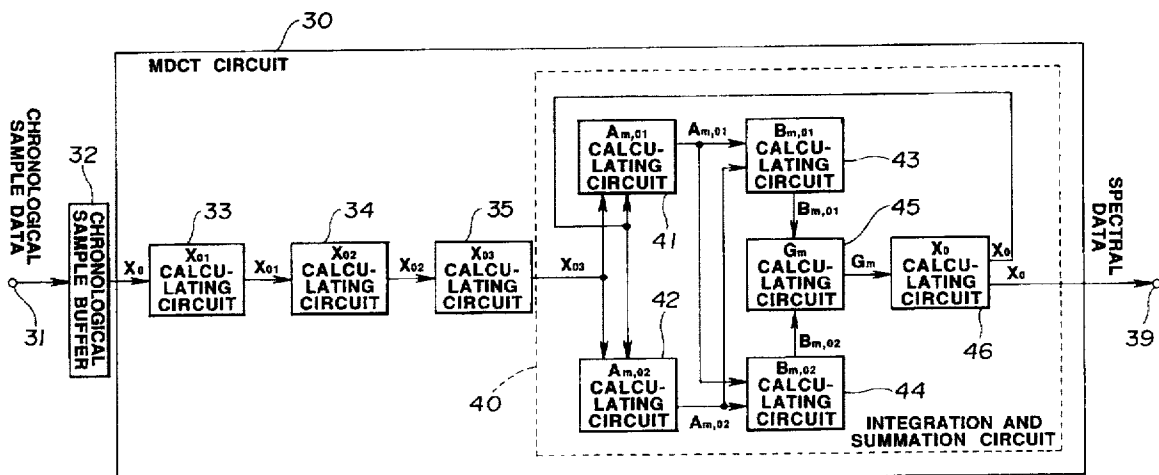 30
MDCT CIRCUIT
CHRONOLOGICAL
SAMPLE DATA
31
32
CHRONOLOGICAL
SAMPLE BUFFER
X0
33
X01
CALCU-
LATING
CIRCUIT
X01
34
X02
CALCU-
LATING
CIRCUIT
X02
35
X03
CALCU-
LATING
CIRCUIT
X03
40
Am,01
CALCU-
LATING
CIRCUIT
41
Am,01
42
Am,02
CALCU-
LATING
CIRCUIT
Am,02
Bm,01
CALCU-
LATING
CIRCUIT
43
Bm,01
45
Gm
CALCU-
LATING
CIRCUIT
Gm
Bm,02
Bm,02
CALCU-
LATING
CIRCUIT
44
X0
CALCU-
LATING
CIRCUIT
46
X0
X0
INTEGRATION AND
SUMMATION CIRCUIT
SPECTRAL
DATA
39